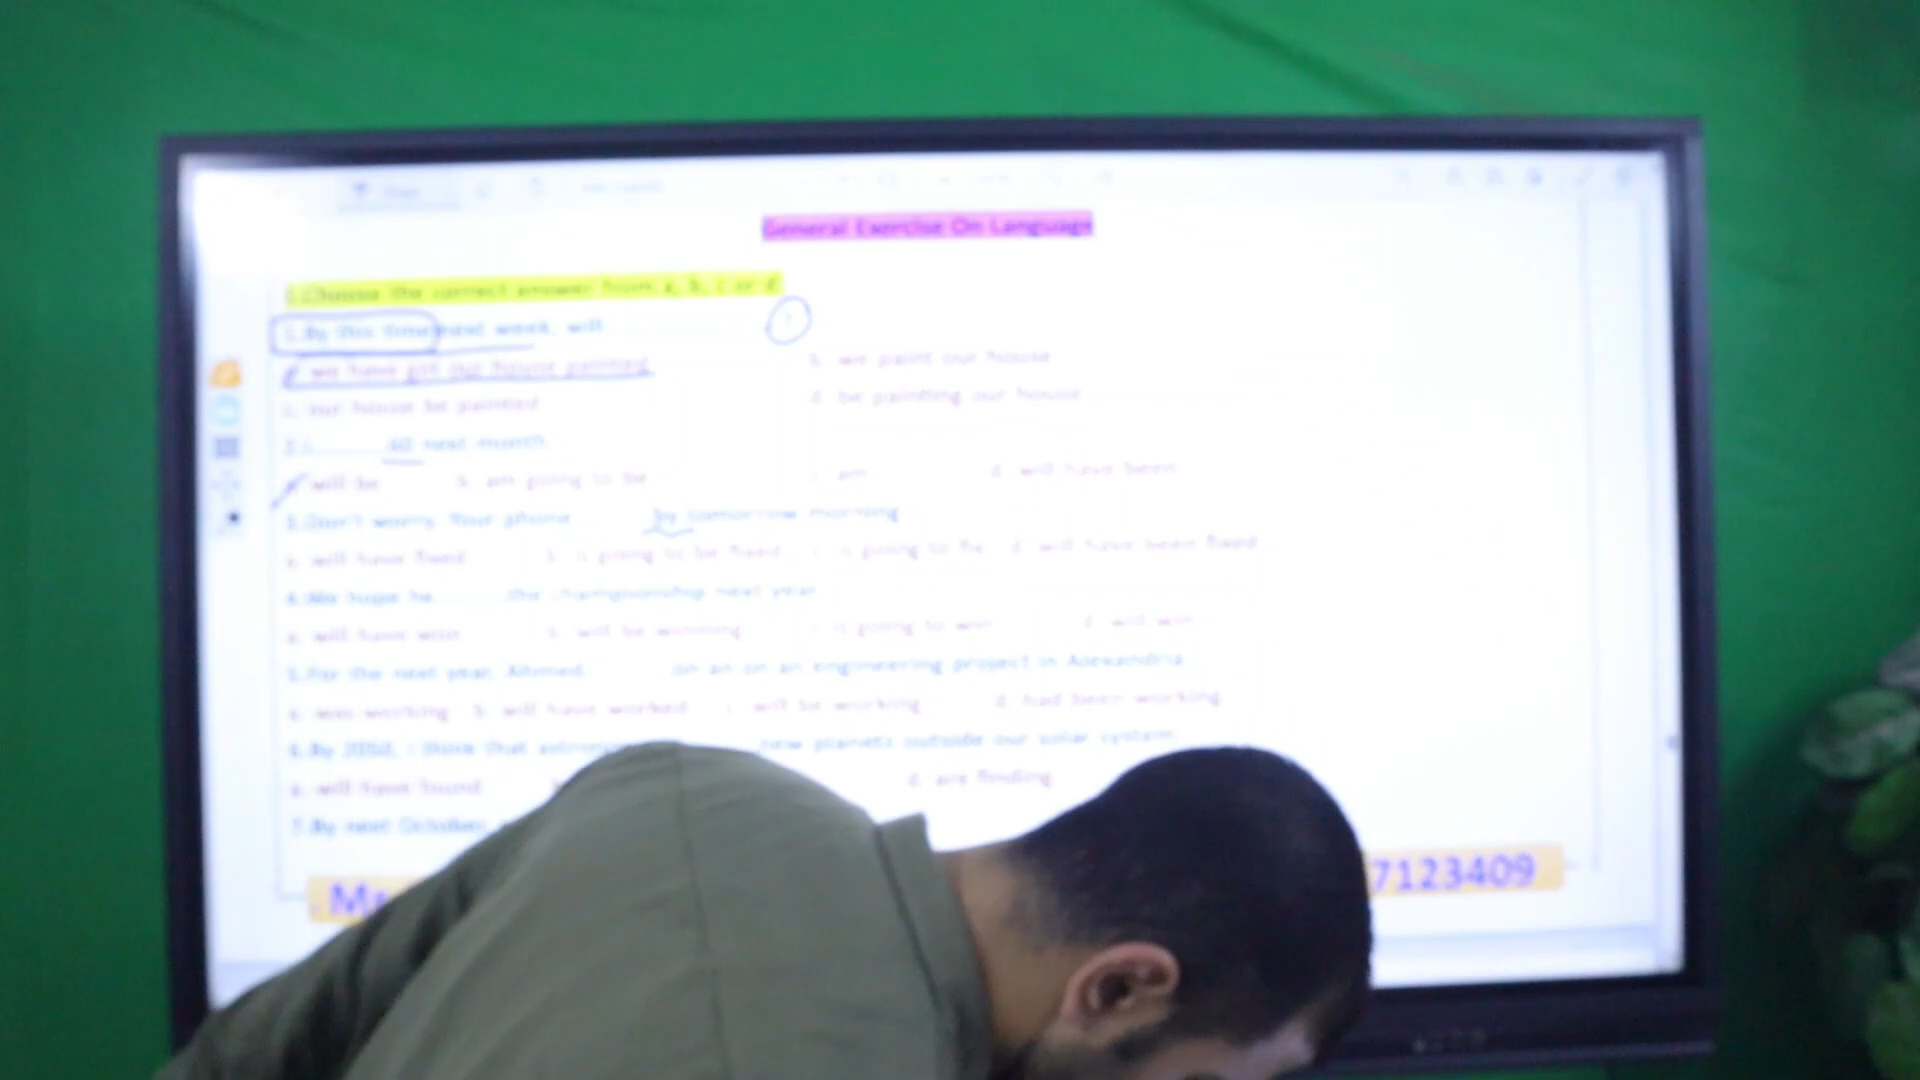 General Exercise On Language
1.Choose the correct answer from a, b, c or d
1.By this time next week, will
a. we have got our house painted
b. we paint our house
c. our house be painted
d. be painting our house
2.I 40 next month
a. will be b. am going to be c. am d. will have been
3.Don't worry. Your phone by tomorrow morning
a. will have fixed b. is going to be fixed c. is going to fix d. will have been fixed
4.We hope he the championship next year
a. will have won b. will be winning c. is going to win d. will win
5.For the next year, Ahmed on an engineering project in Alexandria
a. was working b. will have worked c. will be working d. had been working
6.By 2050, I think that new planets outside our solar system
a. will have found d. are finding
7.By next October,
7123409